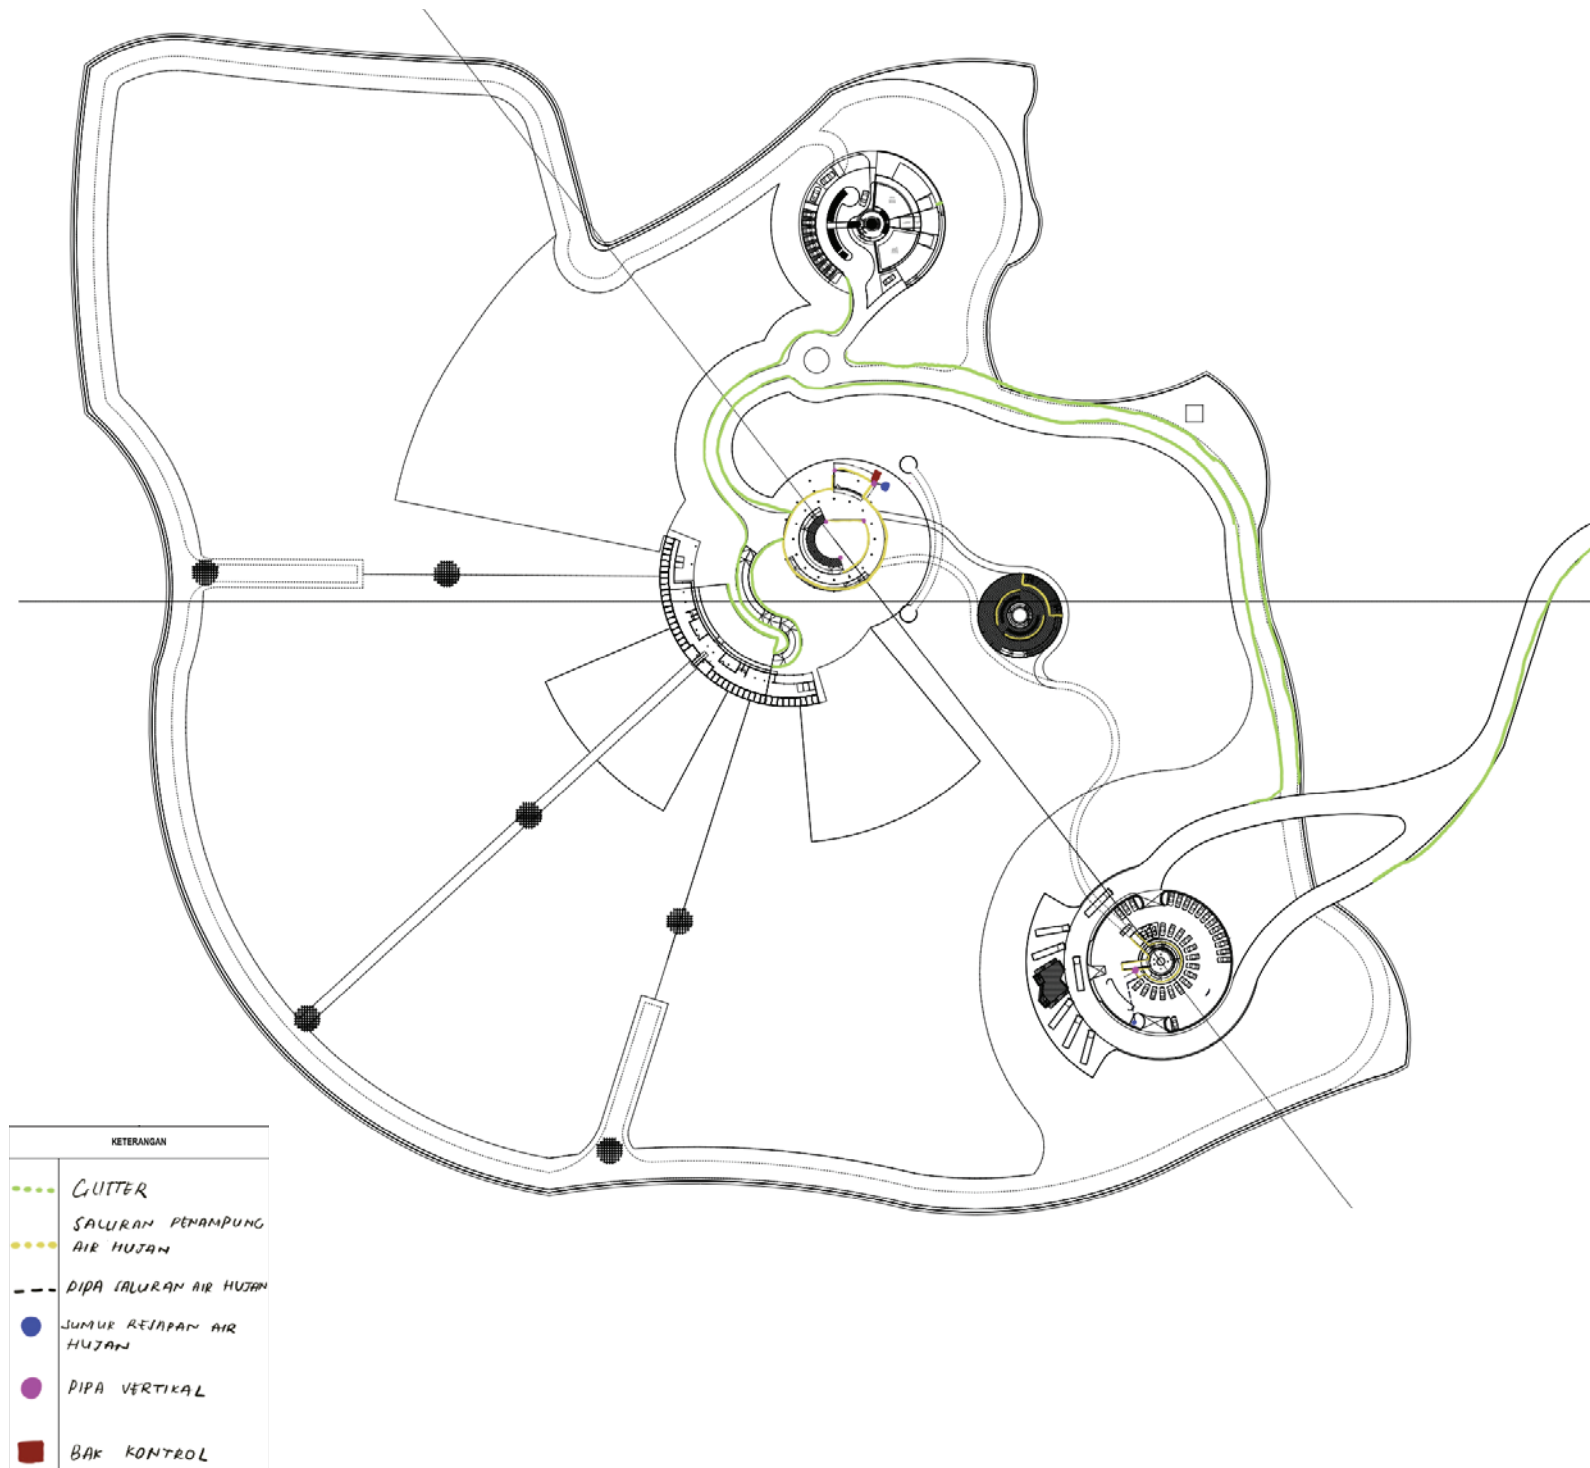 KETERANGAN
GUTTER
SALURAN PENAMPUNG
AIR HUJAN
PIPA SALURAN AIR HUJAN
SUMUR RESAPAN AIR
HUJAN
PIPA VERTIKAL
BAK KONTROL